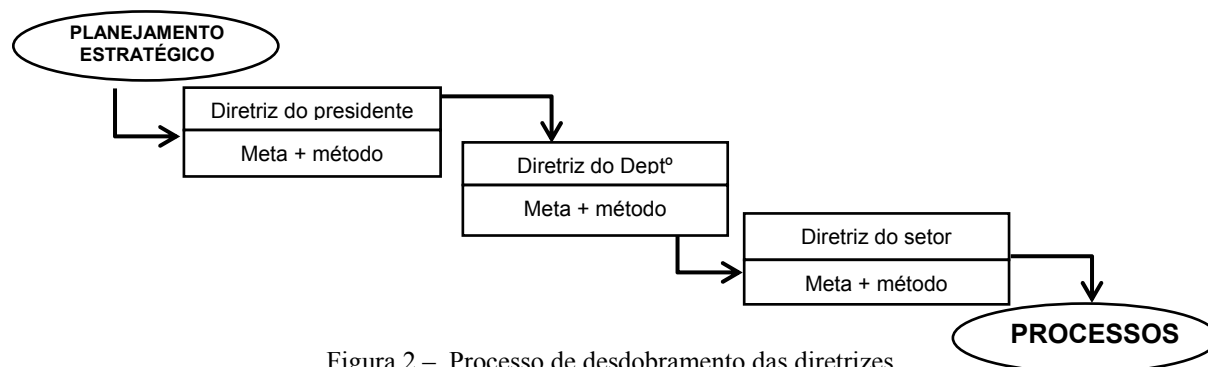 PLANEJAMENTO
ESTRATÉGICO
Diretriz do presidente
Meta + método
Diretriz do Deptº
Meta + método
Diretriz do setor
Meta + método
PROCESSOS
Figura 2 – Processo de desdobramento das diretrizes